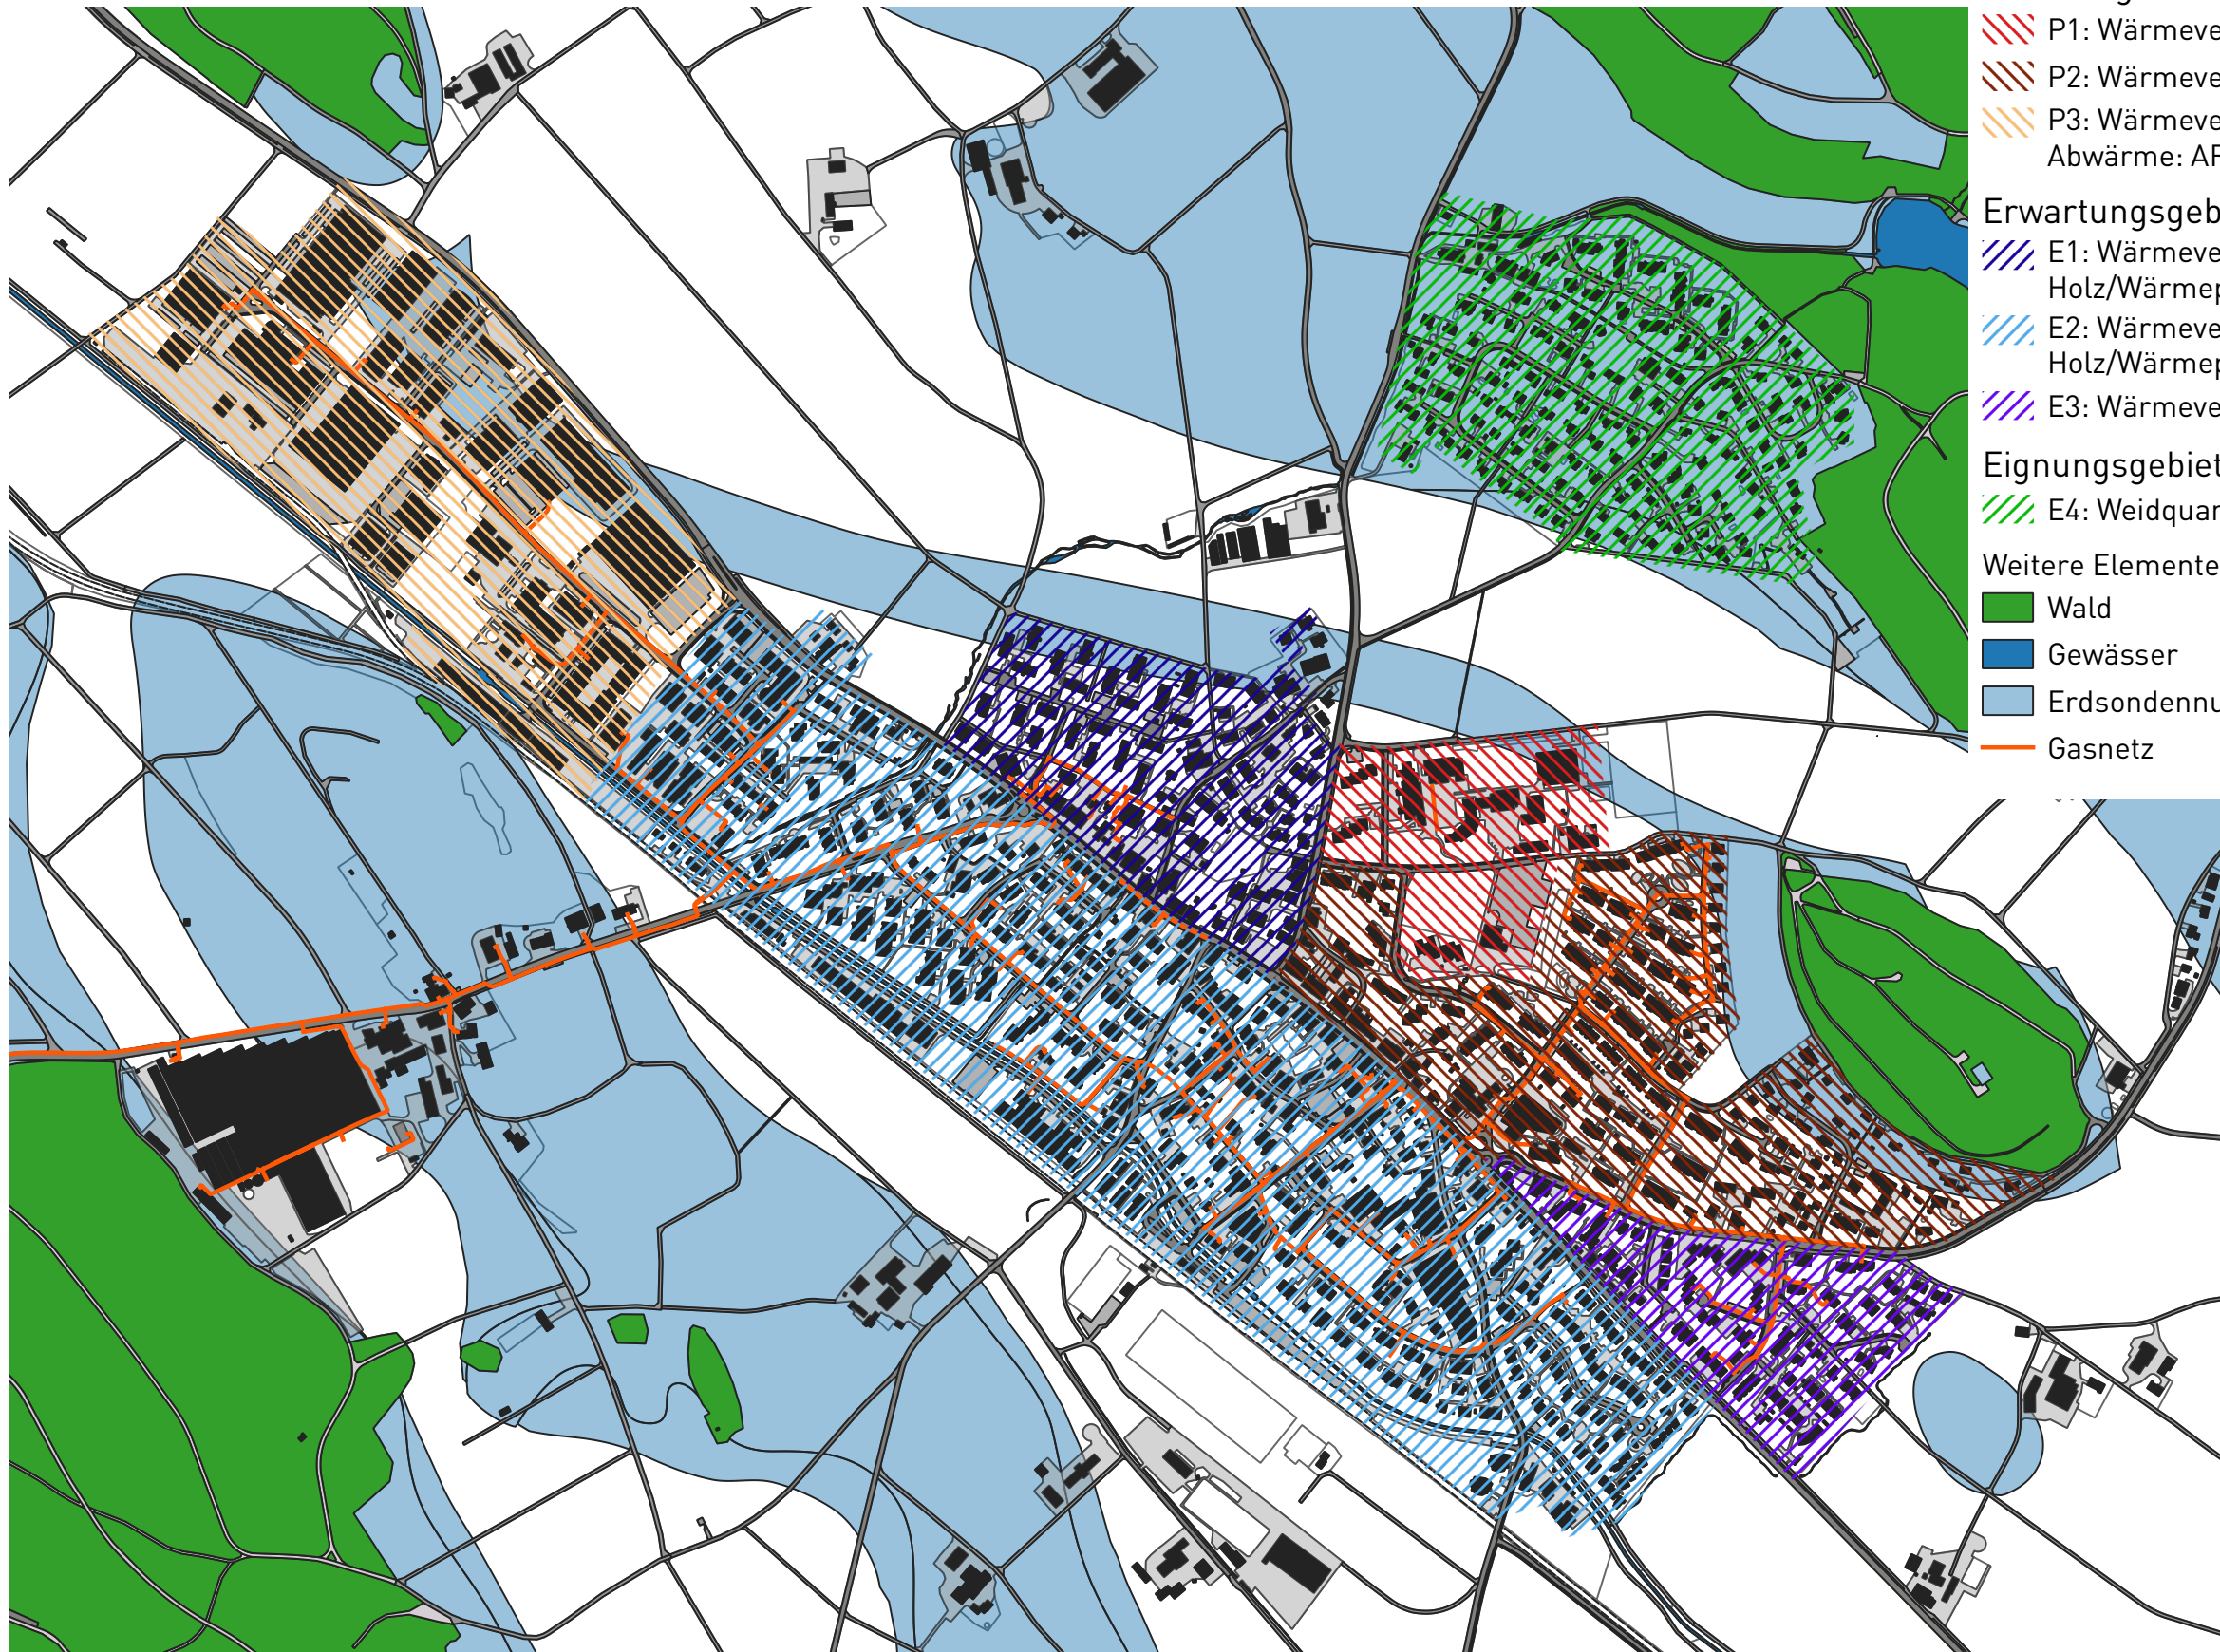 P1: Wärmeve
P2: Wärmeve
P3: Wärmeve
Abwärme: AR
Erwartungsgeb
E1: Wärmeve
Holz/Wärmep
E2: Wärmeve
Holz/Wärmep
E3: Wärmeve
Eignungsgebiet
E4: Weidquar
Weitere Elemente
Wald
Gewässer
Erdsondennu
Gasnetz